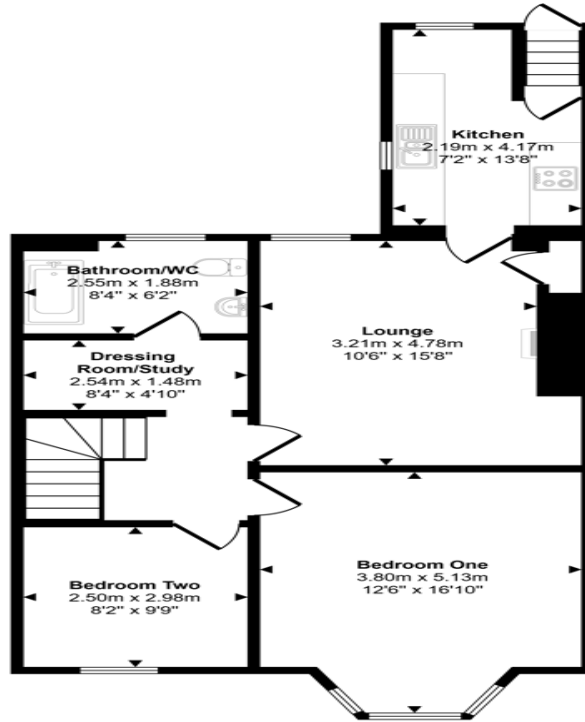 Kitchen
2.19m x 4.17m
7'2" x 13'8"
Bathroom/WC
2.55m x 1.88m
8'4" x 6'2"
Lounge
3.21m x 4.78m
10'6" x 15'8"
Dressing
Room/Study
2.54m x 1.48m
8'4" x 4'10"
Bedroom Two
2.50m x 2.98m
8'2" x 9'9"
Bedroom One
3.80m x 5.13m
12'6" x 16'10"